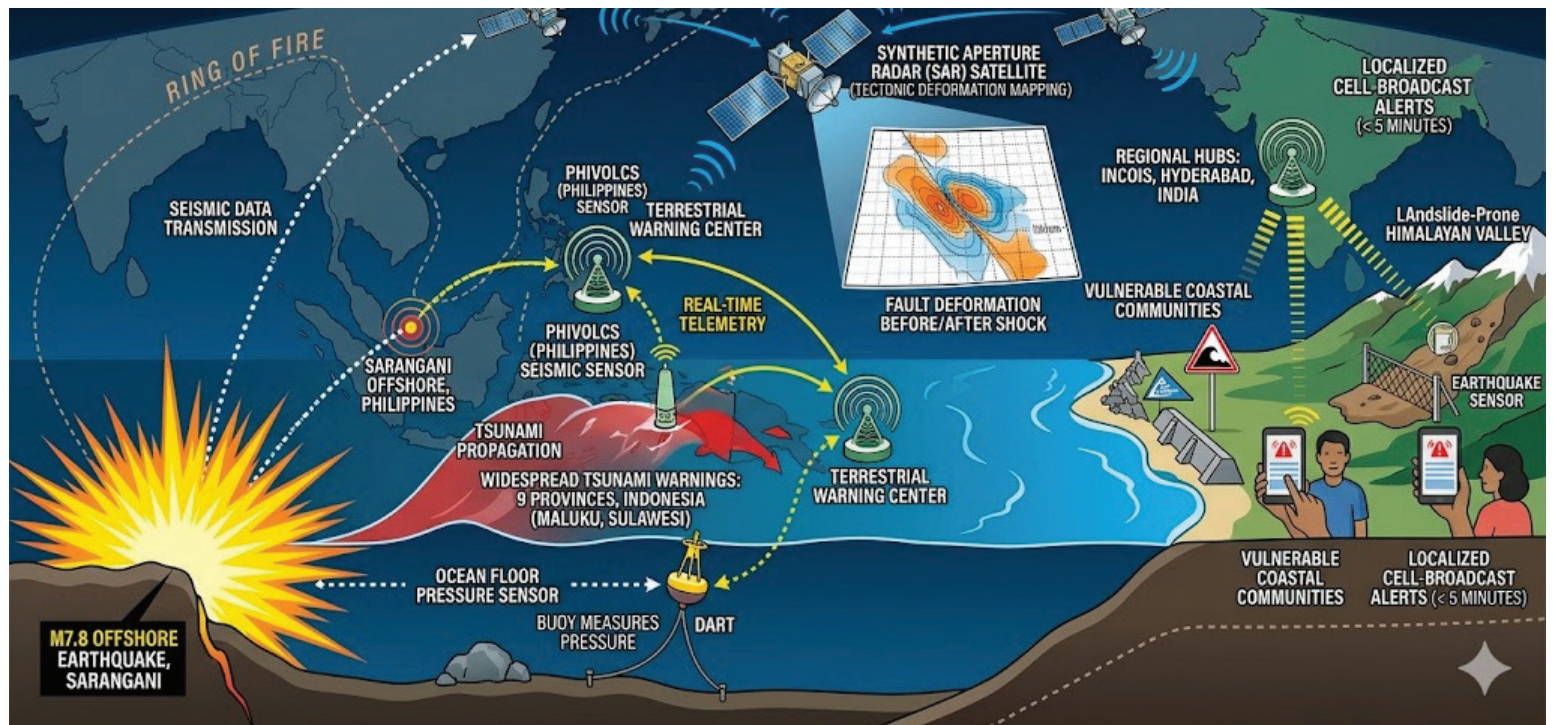 RING OF FIRE
SEISMIC DATA
TRANSMISSION
PHIVOLCS
(PHILIPPINES)
SENSOR
TERRESTRIAL
WARNING CENTER
SYNTHETIC APERTURE
RADAR (SAR) SATELLITE
(TECTONIC DEFORMATION MAPPING)
LOCALIZED
CELL-BROADCAST
ALERTS
(< 5 MINUTES)
REGIONAL HUBS:
INCOIS, HYDERABAD,
INDIA
LAndslide-Prone
HIMALAYAN VALLEY
REAL-TIME
TELEMETRY
FAULT DEFORMATION
BEFORE/AFTER SHOCK
VULNERABLE COASTAL
COMMUNITIES
SARANGANI
OFFSHORE,
PHILIPPINES
PHIVOLCS
(PHILIPPINES)
SEISMIC SENSOR
EARTHQUAKE
SENSOR
TSUNAMI
PROPAGATION
WIDESPREAD TSUNAMI WARNINGS:
9 PROVINCES, INDONESIA
(MALUKU, SULAWESI)
TERRESTRIAL
WARNING CENTER
OCEAN FLOOR
PRESSURE SENSOR
BUOY MEASURES
PRESSURE
DART
VULNERABLE
COASTAL
COMMUNITIES
LOCALIZED
CELL-BROADCAST
ALERTS (< 5 MINUTES)
M7.8 OFFSHORE
EARTHQUAKE,
SARANGANI